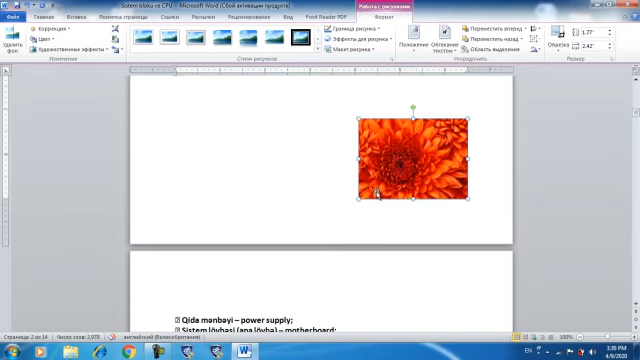 Sistem bloku ve CPU – Microsoft Word (Сбой активации продукта)
Работа с рисунками
Файл Главная Вставка Разметка страницы Ссылки Рассылки Рецензирование Вид Foxit Reader PDF Формат
Удалить фон
Коррекция
Цвет
Художественные эффекты
Изменение
Стили рисунков
Граница рисунка
Эффекты для рисунка
Макет рисунка
Положение
Обтекание текстом
Переместить вперед
Переместить назад
Область выделения
Упорядочить
Обрезка
1.77"
2.42"
Размер
Qida mənbəyi – power supply;
Sistem lövhəsi (ana lövhə) – motherboard;
Страница: 2 из 14 Число слов: 2,978 английский (Великобритания) 100%
EN
3:30 PM
4/9/2020